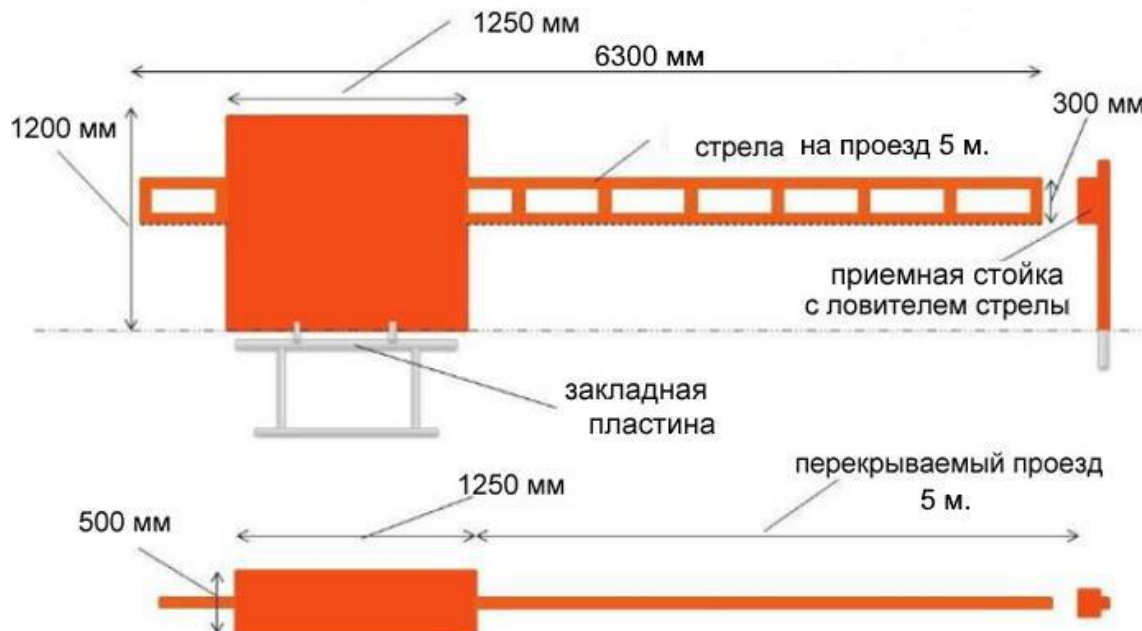 1250 мм
6300 мм
1200 мм
300 мм
стрела на проезд 5 м.
приемная стойка
с ловителем стрелы
закладная
пластина
перекрываемый проезд
5 м.
1250 мм
500 мм